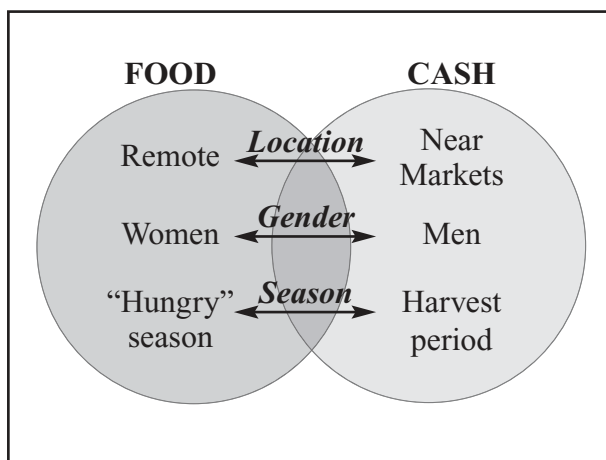 FOOD CASH
Remote Location Near
Markets
Women Gender Men
“Hungry” Season Harvest
season period